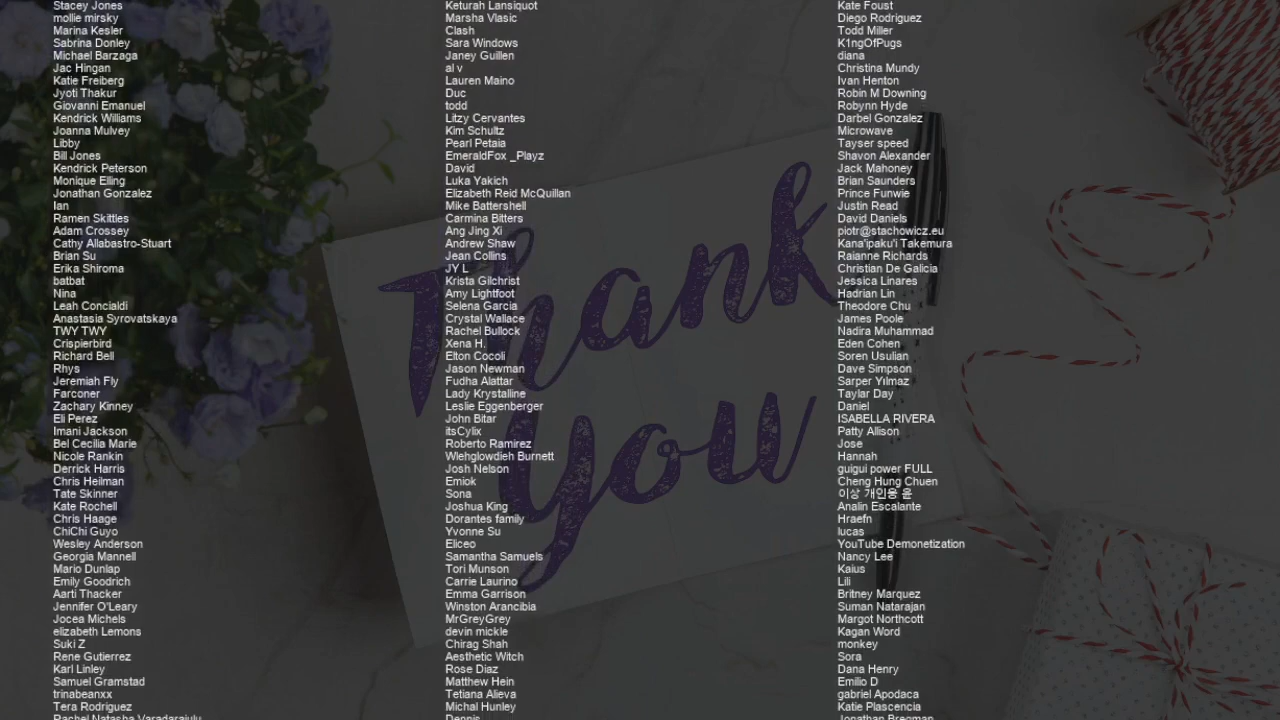 Stacey Jones
mollie mirsky
Marina Kesler
Sabrina Donley
Michael Barzaga
Jac Hingan
Katie Freiberg
Jyoti Thakur
Giovanni Emanuel
Kendrick Williams
Joanna Mulvey
Libby
Bill Jones
Kendrick Peterson
Monique Elling
Jonathan Gonzalez
Ian
Ramen Skittles
Adam Crossey
Cathy Allabastro-Stuart
Brian Su
Erika Shiroma
batbat
Nina
Leah Concialdi
Anastasia Syrovatskaya
TWY TWY
Crispierbird
Richard Bell
Rhys
Jeremiah Fly
Farconer
Zachary Kinney
Eli Perez
Imani Jackson
Bel Cecilia Marie
Nicole Rankin
Derrick Harris
Chris Heilman
Tate Skinner
Kate Rochell
Chris Haage
ChiChi Guyo
Wesley Anderson
Georgia Mannell
Mario Dunlap
Emily Goodrich
Aarti Thacker
Jennifer O'Leary
Jocea Michels
elizabeth Lemons
Suki Z
Rene Gutierrez
Karl Linley
Samuel Gramstad
trinabeanxx
Tera Rodriguez
Rachel Natasha Varadarajulu
Keturah Lansiquot
Marsha Vlasic
Clash
Sara Windows
Janey Guillen
al v
Lauren Maino
Duc
todd
Litzy Cervantes
Kim Schultz
Pearl Petaia
EmeraldFox _Playz
David
Luka Yakich
Elizabeth Reid McQuillan
Mike Battershell
Carmina Bitters
Ang Jing Xi
Andrew Shaw
Jean Collins
JY L
Krista Gilchrist
Amy Lightfoot
Selena Garcia
Crystal Wallace
Rachel Bullock
Xena H.
Elton Cocoli
Jason Newman
Fudha Alattar
Lady Krystalline
Leslie Eggenberger
John Bitar
itsCylix
Roberto Ramirez
Wiehglowdieh Burnett
Josh Nelson
Emiok
Sona
Joshua King
Dorantes family
Yvonne Su
Eliceo
Samantha Samuels
Tori Munson
Carrie Laurino
Emma Garrison
Winston Arancibia
MrGreyGrey
devin mickle
Chirag Shah
Aesthetic Witch
Rose Diaz
Matthew Hein
Tetiana Alieva
Michal Hunley
Dennis
Kate Foust
Diego Rodriguez
Todd Miller
K1ngOfPugs
diana
Christina Mundy
Ivan Henton
Robin M Downing
Robynn Hyde
Darbel Gonzalez
Microwave
Tayser speed
Shavon Alexander
Jack Mahoney
Brian Saunders
Prince Funwie
Justin Read
David Daniels
piotr@stachowicz.eu
Kana'ipaku'i Takemura
Raianne Richards
Christian De Galicia
Jessica Linares
Hadrian Lin
Theodore Chu
James Poole
Nadira Muhammad
Eden Cohen
Soren Usulian
Dave Simpson
Sarper Yılmaz
Taylar Day
Daniel
ISABELLA RIVERA
Patty Allison
Jose
Hannah
guigui power FULL
Cheng Hung Chuen
이상 개인용 윤
Analin Escalante
Hraefn
lucas
YouTube Demonetization
Nancy Lee
Kaius
Lili
Britney Marquez
Suman Natarajan
Margot Northcott
Kagan Word
monkey
Sora
Dana Henry
Emilio D
gabriel Apodaca
Katie Plascencia
Jonathan Bregman
Thank
You